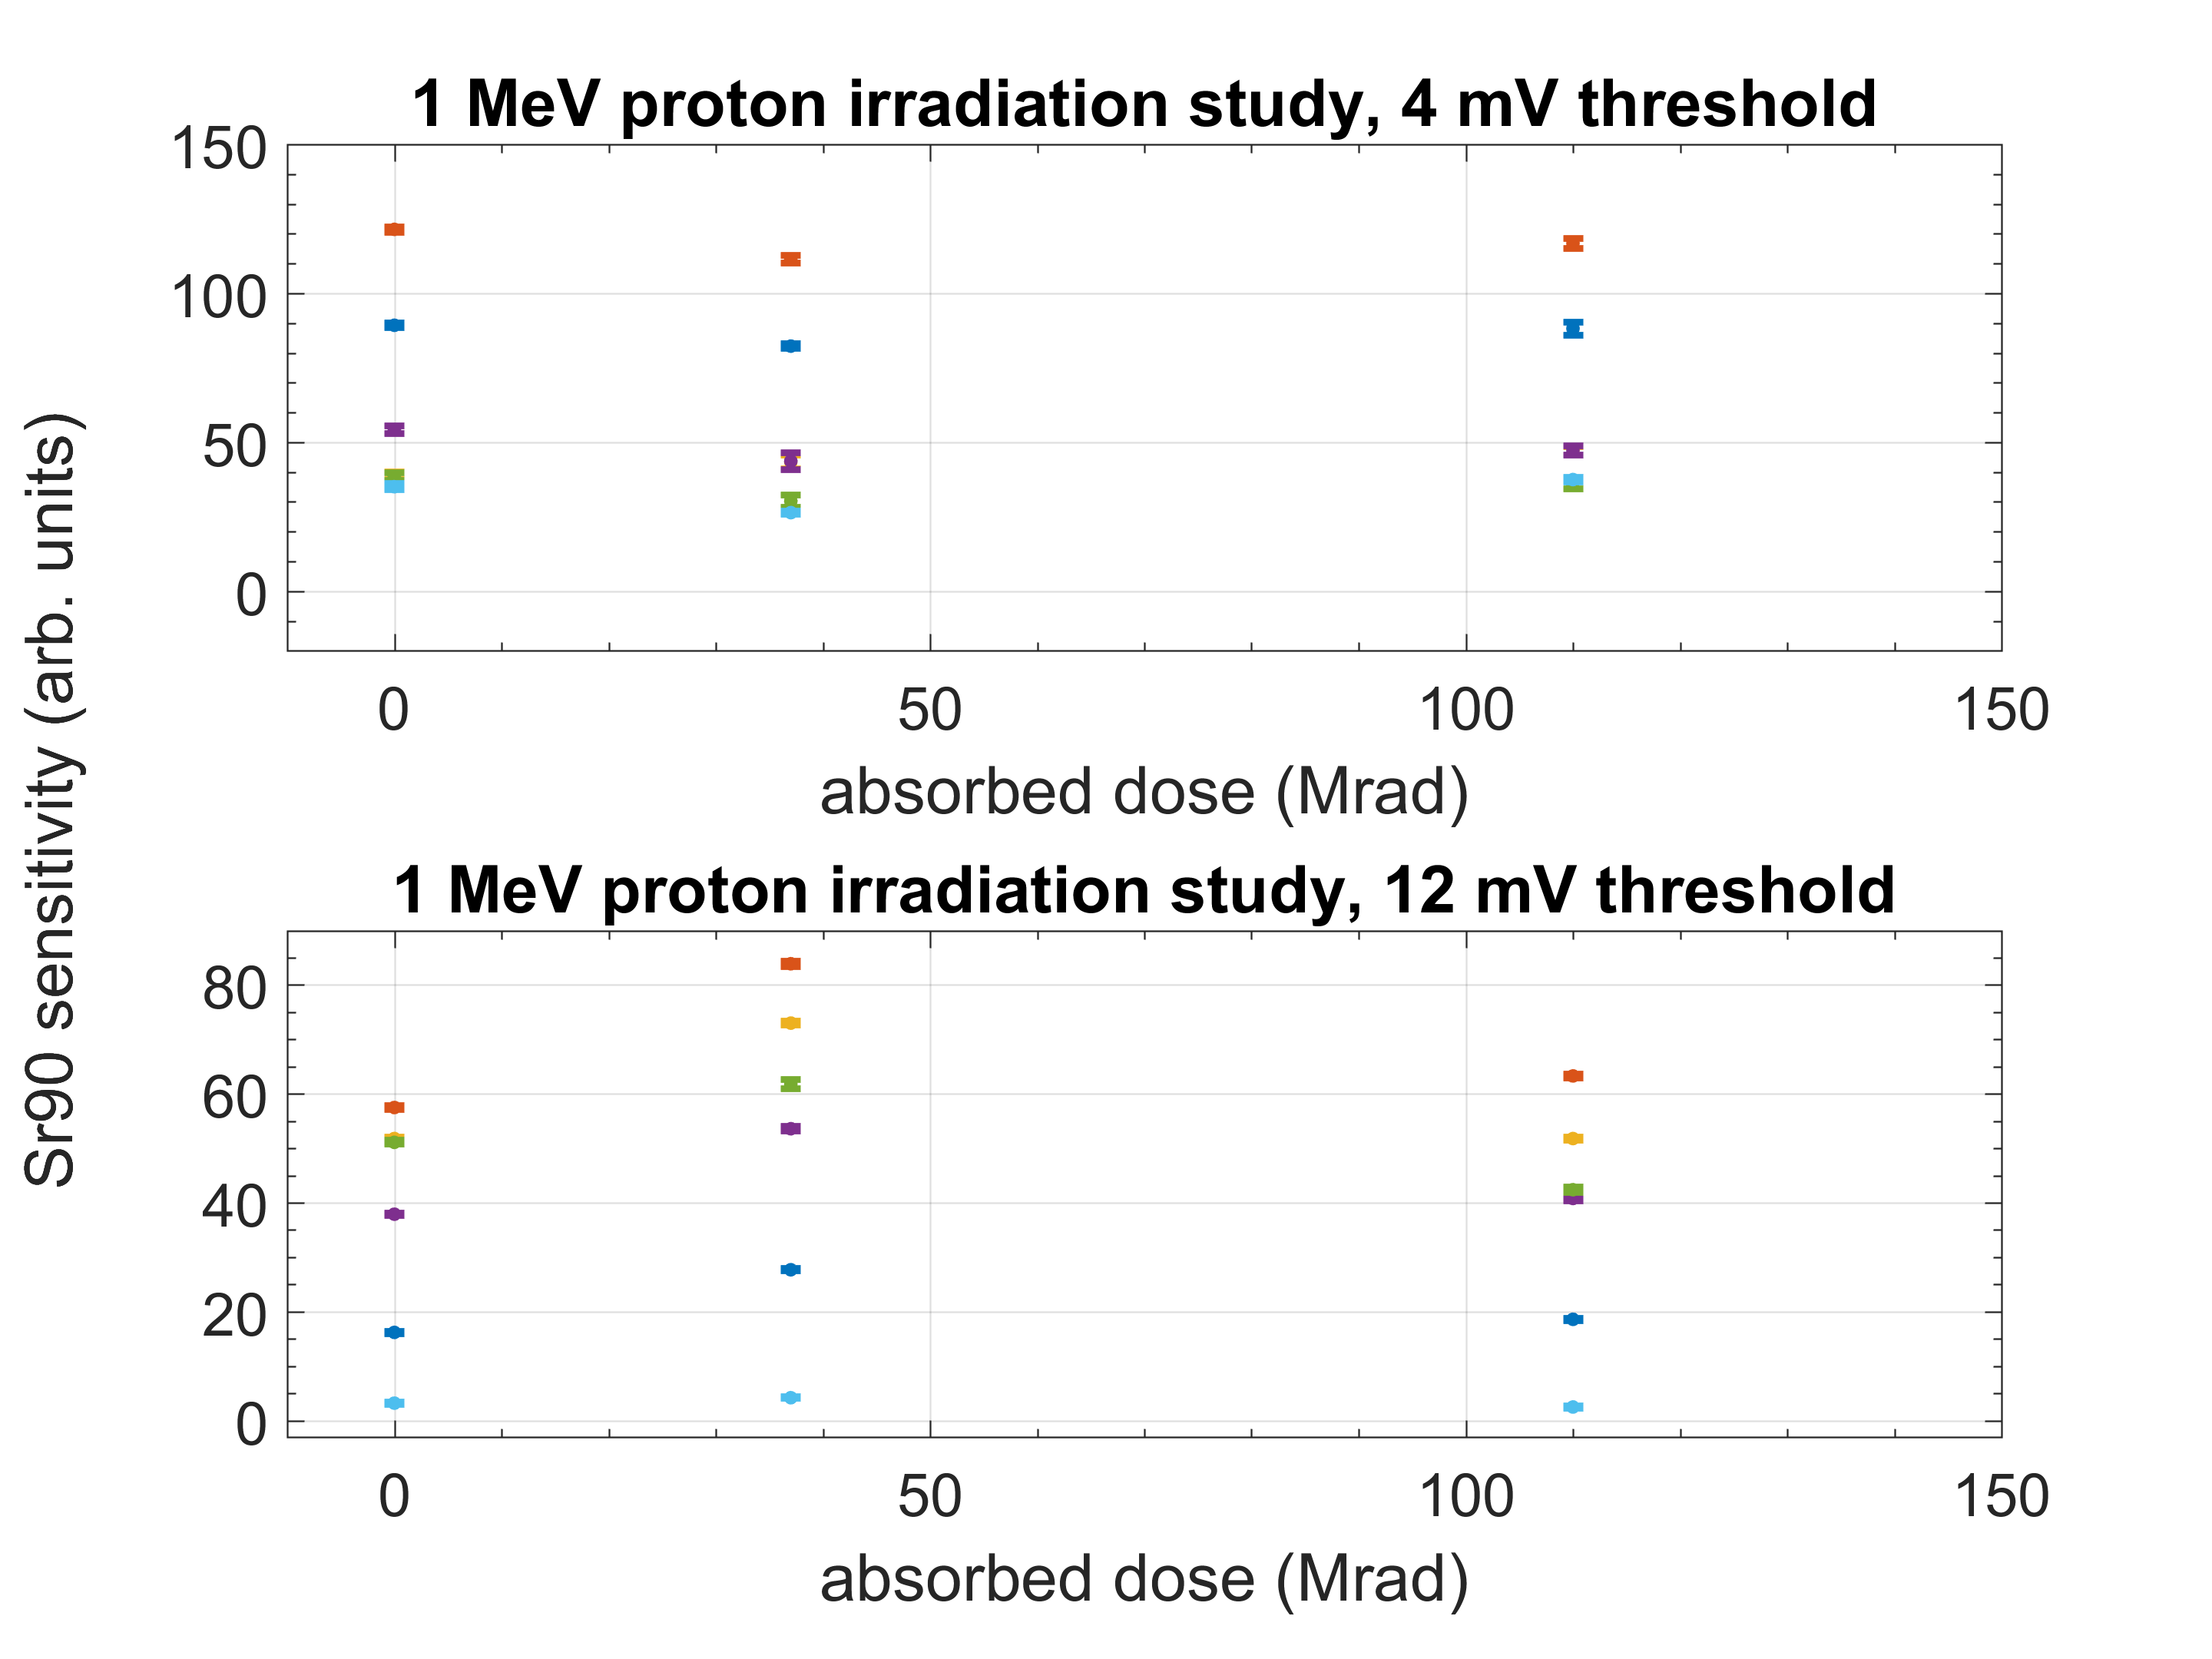 1 MeV proton irradiation study, 4 mV threshold
150
100
50
0
0 50 100 150
absorbed dose (Mrad)
Sr90 sensitivity (arb. units)
1 MeV proton irradiation study, 12 mV threshold
80
60
40
20
0
0 50 100 150
absorbed dose (Mrad)